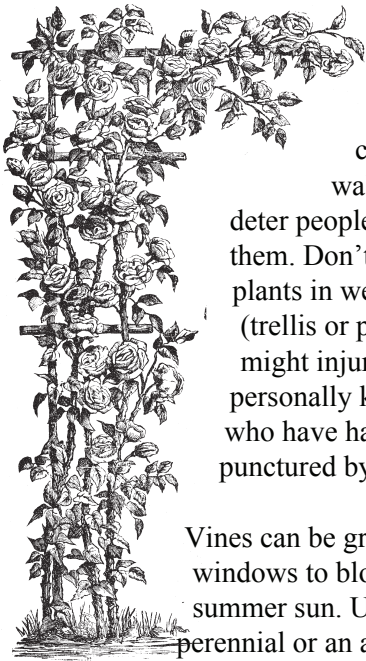 c
wa
deter people
them. Don’t
plants in we
(trellis or p
might injur
personally k
who have ha
punctured by
Vines can be gr
windows to blo
summer sun. U
perennial or an a